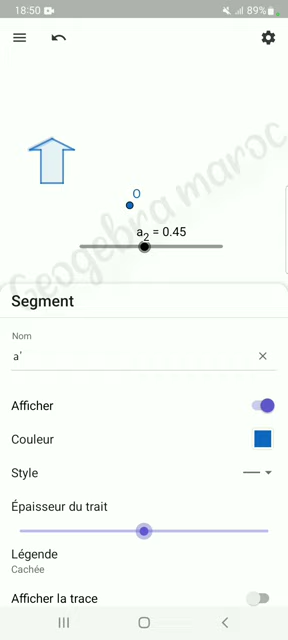 18:50
89%
Geogebra maroc
O
a₂ = 0.45
Segment
Nom
a'
Afficher
Couleur
Style
Épaisseur du trait
Légende
Cachée
Afficher la trace